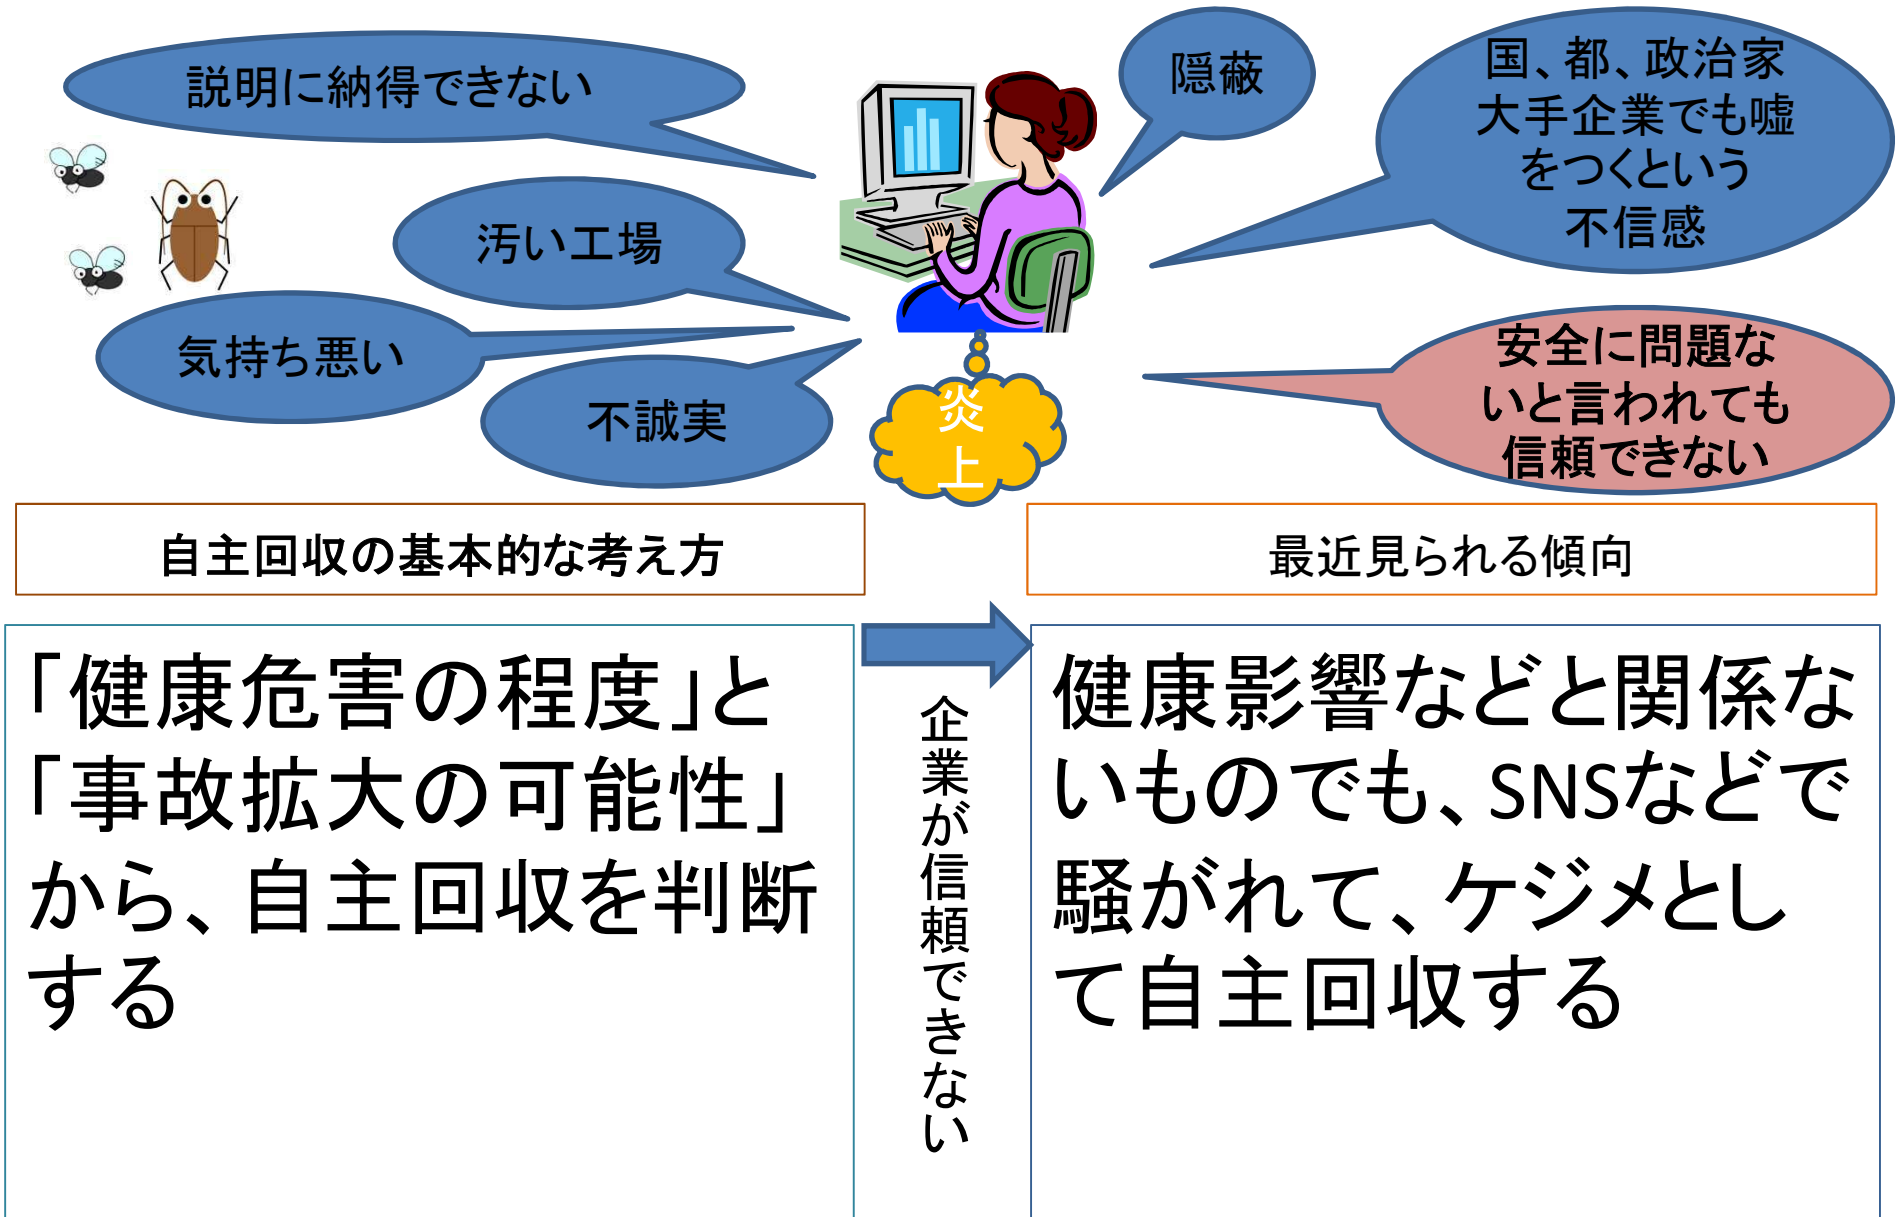 説明に納得できない
隠蔽
国、都、政治家
大手企業でも嘘
をつくという
不信感
汚い工場
気持ち悪い
不誠実
安全に問題な
いと言われても
信頼できない
炎
上
自主回収の基本的な考え方
最近見られる傾向
「健康危害の程度」と
「事故拡大の可能性」
から、自主回収を判断
する
企業が信頼できない
健康影響などと関係な
いものでも、SNSなどで
騒がれて、ケジメとし
て自主回収する